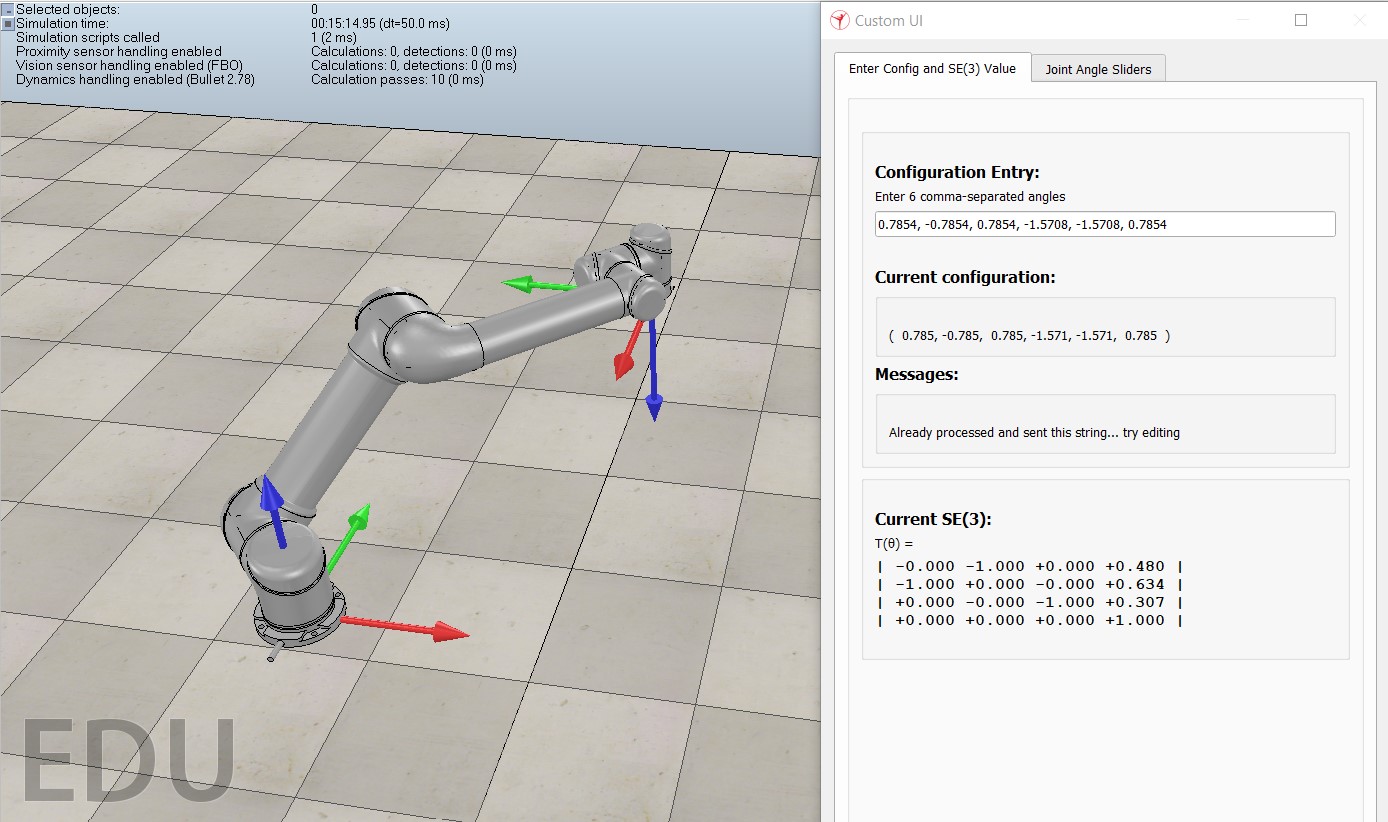 Selected objects: 0
Simulation time: 00:15:14.95 (dt=50.0 ms)
Simulation scripts called 1 (2 ms)
Proximity sensor handling enabled Calculations: 0, detections: 0 (0 ms)
Vision sensor handling enabled (FBO) Calculations: 0, detections: 0 (0 ms)
Dynamics handling enabled (Bullet 2.78) Calculation passes: 10 (0 ms)
EDU
Custom UI
Enter Config and SE(3) Value Joint Angle Sliders
Configuration Entry:
Enter 6 comma-separated angles
0.7854, -0.7854, 0.7854, -1.5708, -1.5708, 0.7854
Current configuration:
( 0.785, -0.785, 0.785, -1.571, -1.571, 0.785 )
Messages:
Already processed and sent this string... try editing
Current SE(3):
T(θ) =
| -0.000 -1.000 +0.000 +0.480 |
| -1.000 +0.000 -0.000 +0.634 |
| +0.000 -0.000 -1.000 +0.307 |
| +0.000 +0.000 +0.000 +1.000 |